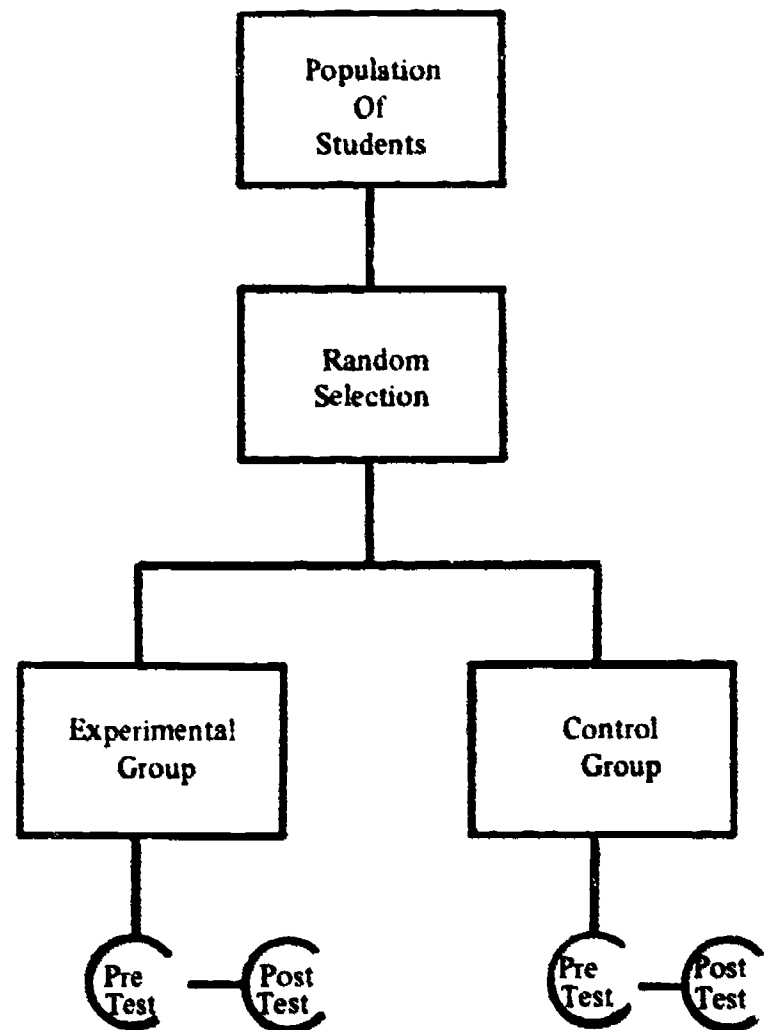 Population
Of
Students
Random
Selection
Experimental
Group
Control
Group
Pre
Test
Post
Test
Pre
Test
Post
Test